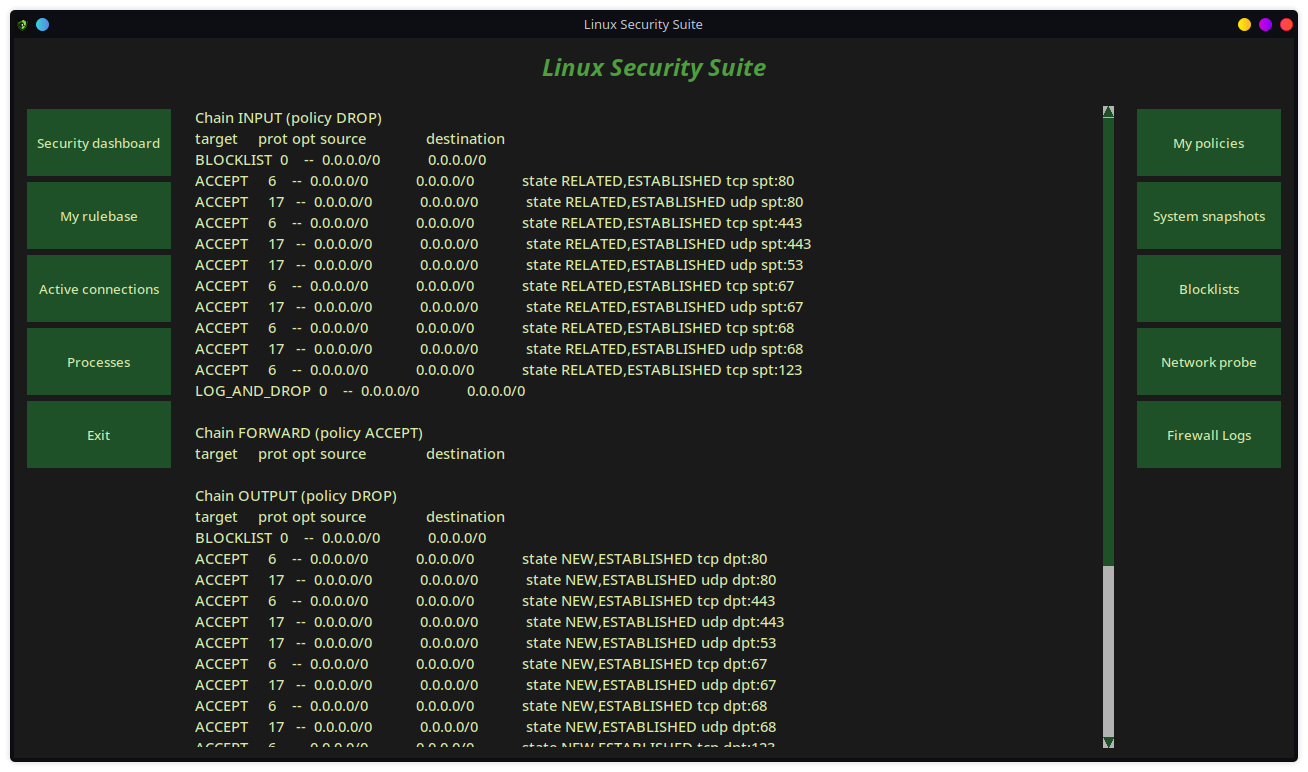 Linux Security Suite
Linux Security Suite
Security dashboard
My rulebase
Active connections
Processes
Exit
Chain INPUT (policy DROP)
target prot opt source destination
BLOCKLIST 0 -- 0.0.0.0/0 0.0.0.0/0
ACCEPT 6 -- 0.0.0.0/0 0.0.0.0/0 state RELATED,ESTABLISHED tcp spt:80
ACCEPT 17 -- 0.0.0.0/0 0.0.0.0/0 state RELATED,ESTABLISHED udp spt:80
ACCEPT 6 -- 0.0.0.0/0 0.0.0.0/0 state RELATED,ESTABLISHED tcp spt:443
ACCEPT 17 -- 0.0.0.0/0 0.0.0.0/0 state RELATED,ESTABLISHED udp spt:443
ACCEPT 17 -- 0.0.0.0/0 0.0.0.0/0 state RELATED,ESTABLISHED udp spt:53
ACCEPT 6 -- 0.0.0.0/0 0.0.0.0/0 state RELATED,ESTABLISHED tcp spt:67
ACCEPT 17 -- 0.0.0.0/0 0.0.0.0/0 state RELATED,ESTABLISHED udp spt:67
ACCEPT 6 -- 0.0.0.0/0 0.0.0.0/0 state RELATED,ESTABLISHED tcp spt:68
ACCEPT 17 -- 0.0.0.0/0 0.0.0.0/0 state RELATED,ESTABLISHED udp spt:68
ACCEPT 6 -- 0.0.0.0/0 0.0.0.0/0 state RELATED,ESTABLISHED tcp spt:123
LOG_AND_DROP 0 -- 0.0.0.0/0 0.0.0.0/0
Chain FORWARD (policy ACCEPT)
target prot opt source destination
Chain OUTPUT (policy DROP)
target prot opt source destination
BLOCKLIST 0 -- 0.0.0.0/0 0.0.0.0/0
ACCEPT 6 -- 0.0.0.0/0 0.0.0.0/0 state NEW,ESTABLISHED tcp dpt:80
ACCEPT 17 -- 0.0.0.0/0 0.0.0.0/0 state NEW,ESTABLISHED udp dpt:80
ACCEPT 6 -- 0.0.0.0/0 0.0.0.0/0 state NEW,ESTABLISHED tcp dpt:443
ACCEPT 17 -- 0.0.0.0/0 0.0.0.0/0 state NEW,ESTABLISHED udp dpt:443
ACCEPT 17 -- 0.0.0.0/0 0.0.0.0/0 state NEW,ESTABLISHED udp dpt:53
ACCEPT 6 -- 0.0.0.0/0 0.0.0.0/0 state NEW,ESTABLISHED tcp dpt:67
ACCEPT 17 -- 0.0.0.0/0 0.0.0.0/0 state NEW,ESTABLISHED udp dpt:67
ACCEPT 6 -- 0.0.0.0/0 0.0.0.0/0 state NEW,ESTABLISHED tcp dpt:68
ACCEPT 17 -- 0.0.0.0/0 0.0.0.0/0 state NEW,ESTABLISHED udp dpt:68
My policies
System snapshots
Blocklists
Network probe
Firewall Logs